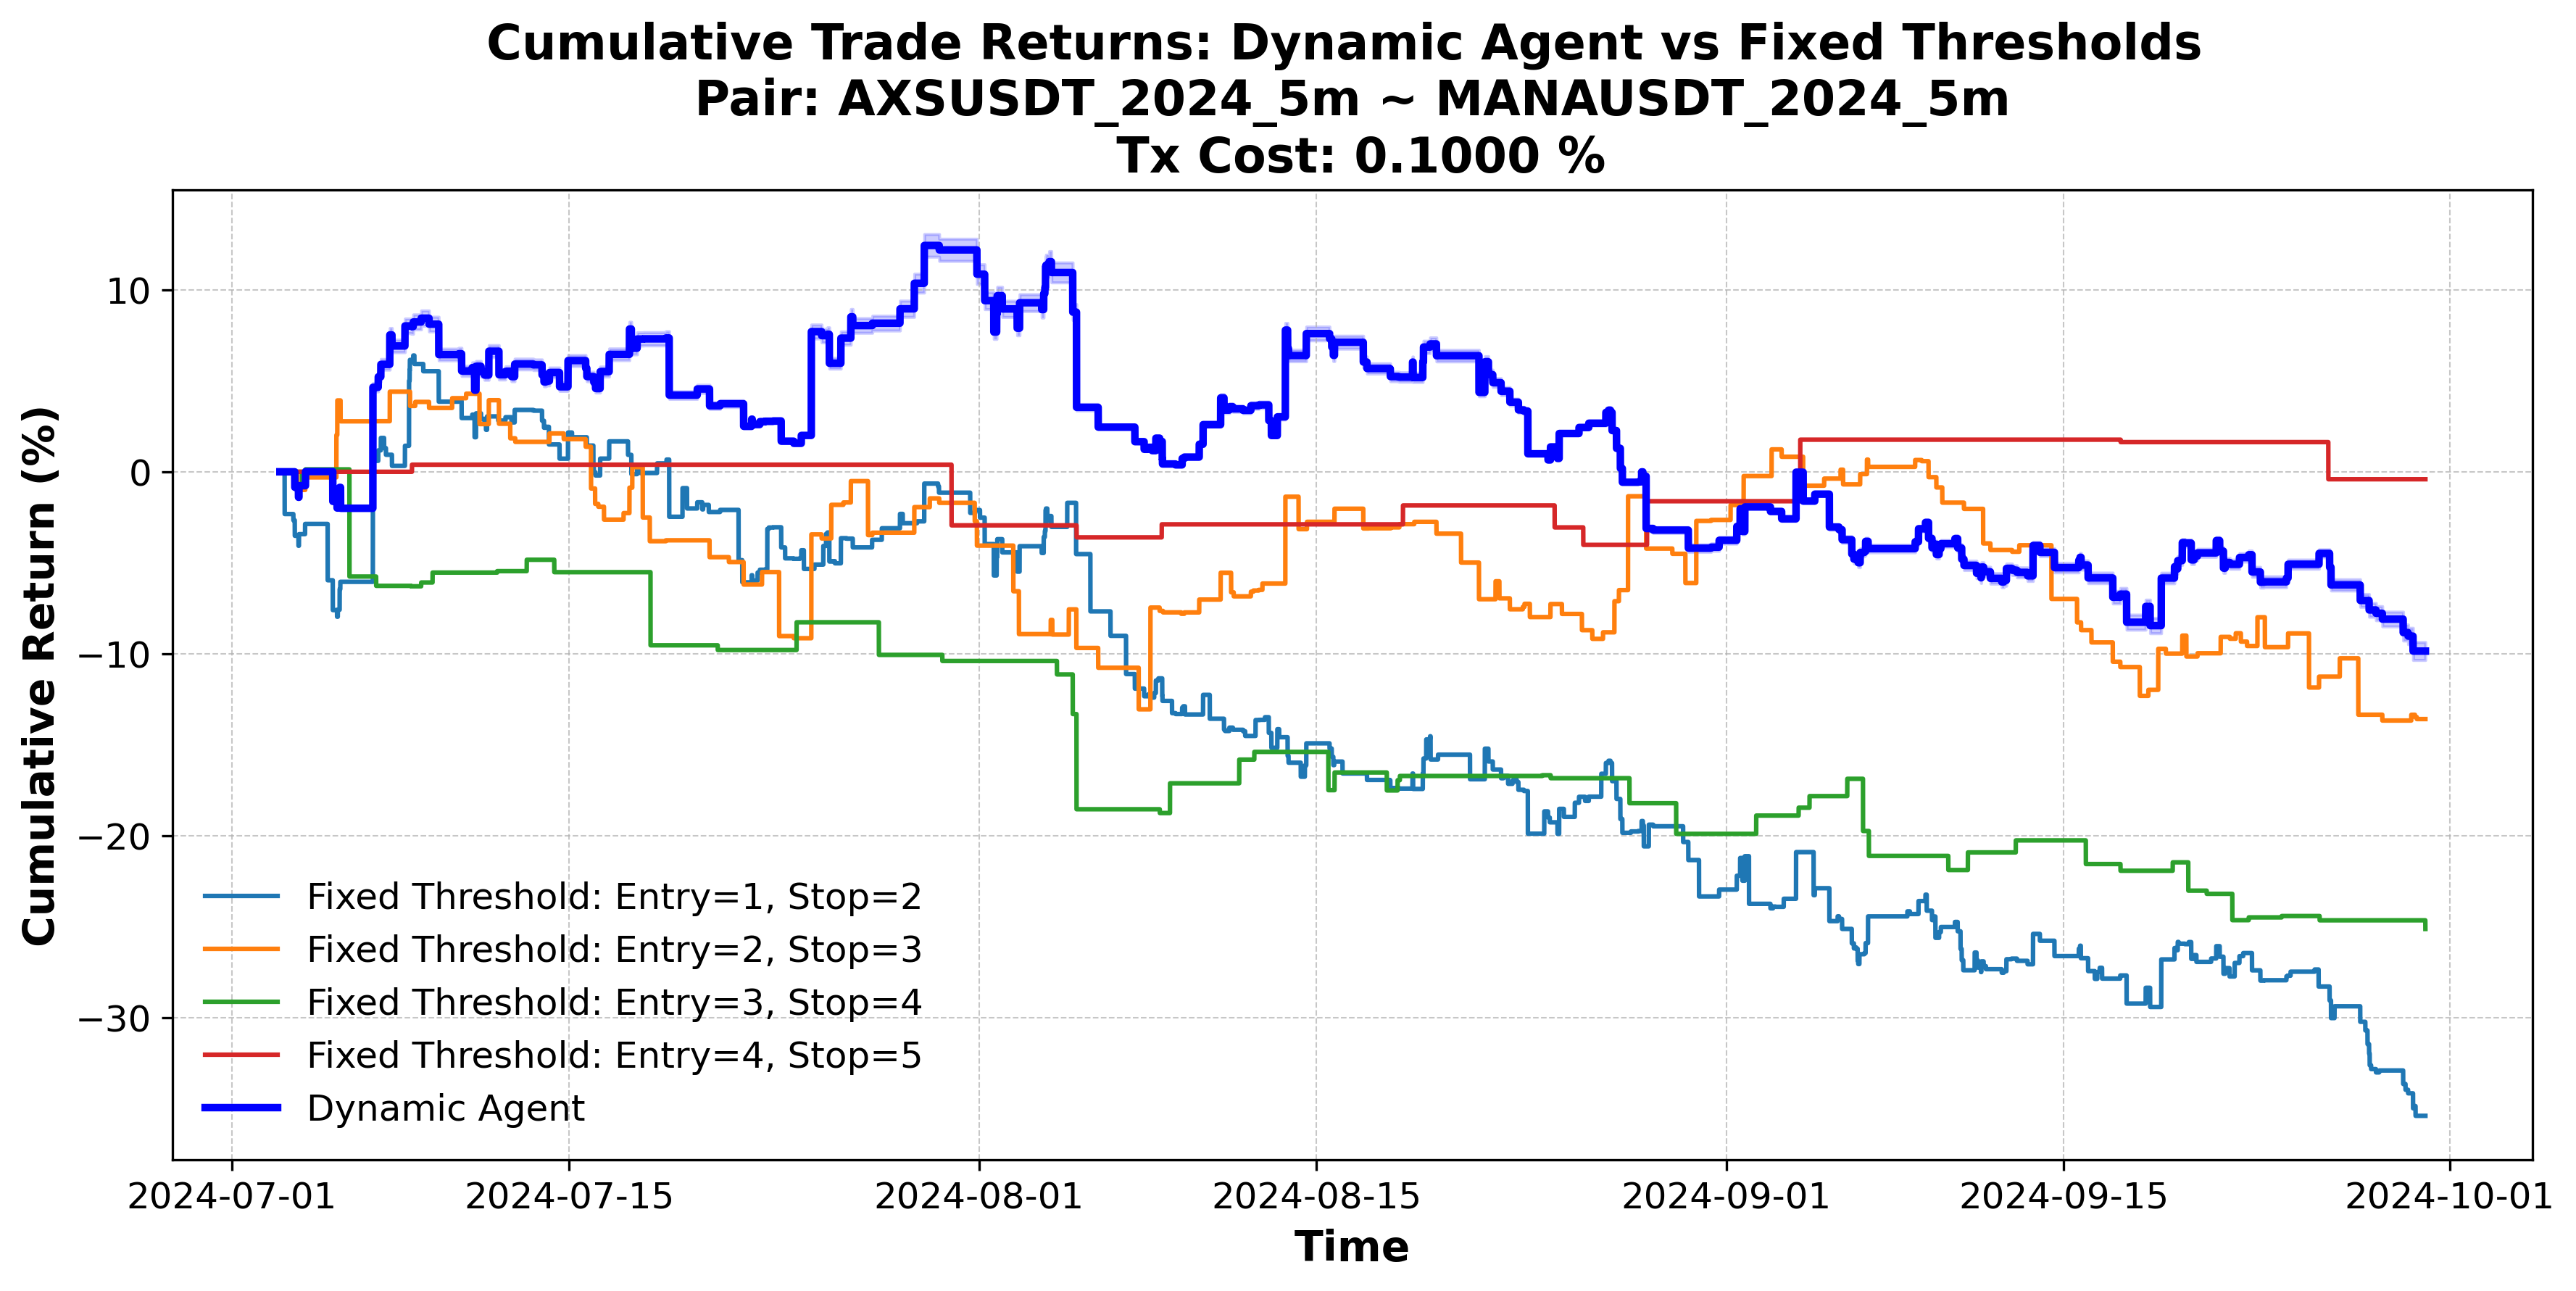 Cumulative Trade Returns: Dynamic Agent vs Fixed Thresholds
Pair: AXSUSDT_2024_5m ~ MANAUSDT_2024_5m
Tx Cost: 0.1000 %
Cumulative Return (%)
10
0
−10
−20
−30
Fixed Threshold: Entry=1, Stop=2
Fixed Threshold: Entry=2, Stop=3
Fixed Threshold: Entry=3, Stop=4
Fixed Threshold: Entry=4, Stop=5
Dynamic Agent
2024-07-01 2024-07-15 2024-08-01 2024-08-15 2024-09-01 2024-09-15 2024-10-01
Time